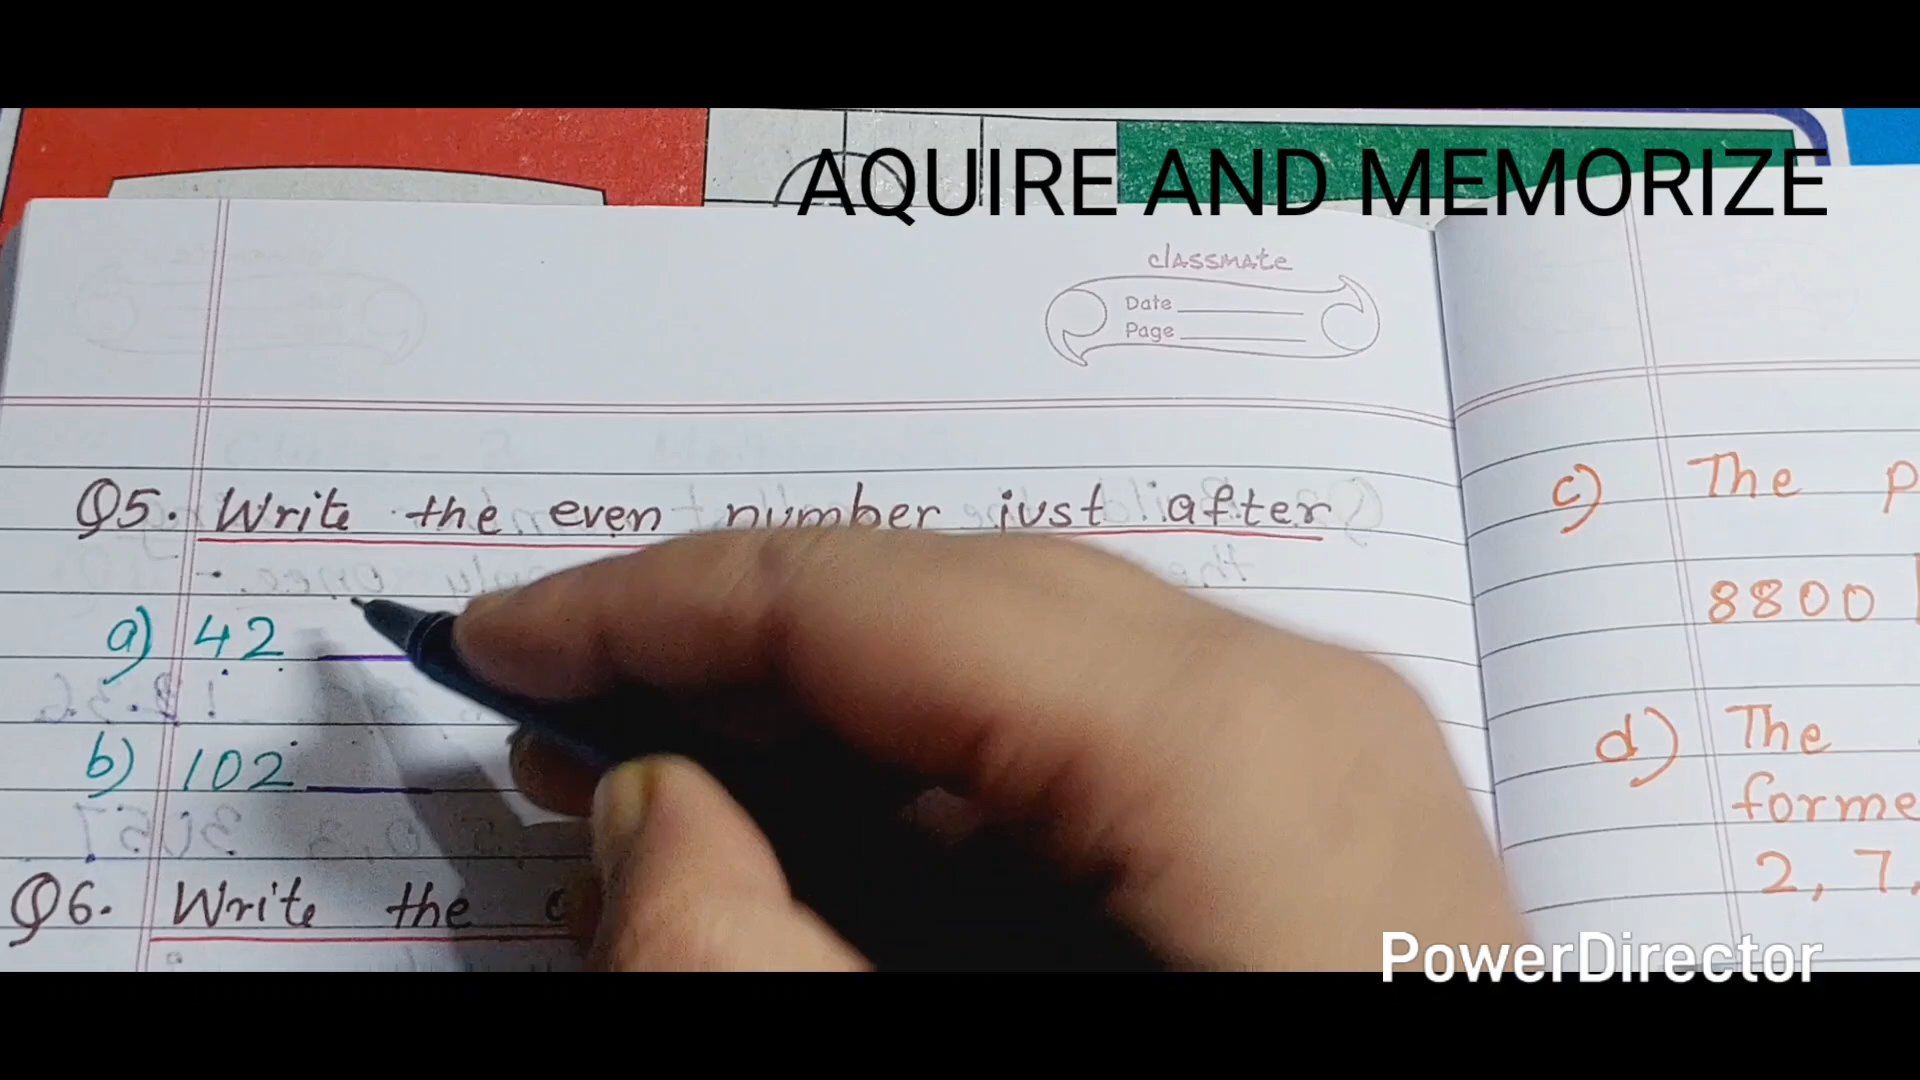 AQUIRE AND MEMORIZE
classmate
Date
Page
Q5. Write the even number just after
a) 42
b) 102
Q6. Write the
c) The p
8800
d) The
forme
2, 7,
PowerDirector